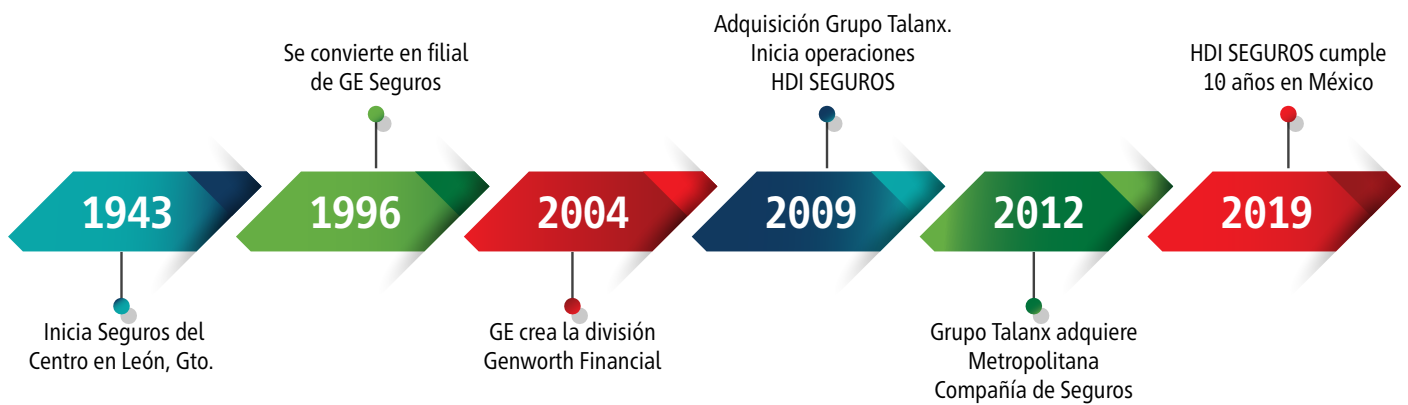 1943
Inicia Seguros del
Centro en León, Gto.
Se convierte en filial
de GE Seguros
1996
2004
GE crea la división
Genworth Financial
Adquisición Grupo Talanx.
Inicia operaciones
HDI SEGUROS
2009
2012
Grupo Talanx adquiere
Metropolitana
Compañía de Seguros
HDI SEGUROS cumple
10 años en México
2019